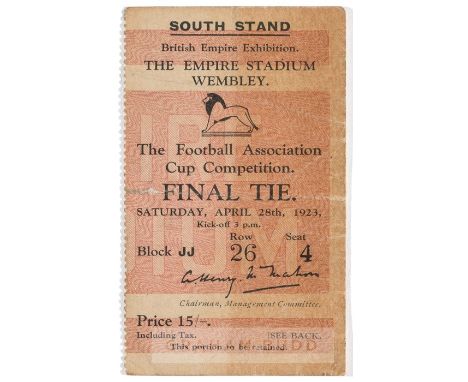 SOUTH STAND
British Empire Exhibition.
THE EMPIRE STADIUM
WEMBLEY.
The Football Association
Cup Competition.
FINAL TIE.
SATURDAY, APRIL 28th, 1923,
Kick-off 3 p.m.
Row Seat
Block JJ 26 4
Chairman, Management Committee.
Price 15/-.
Including Tax. [SEE BACK.
This portion to be retained.